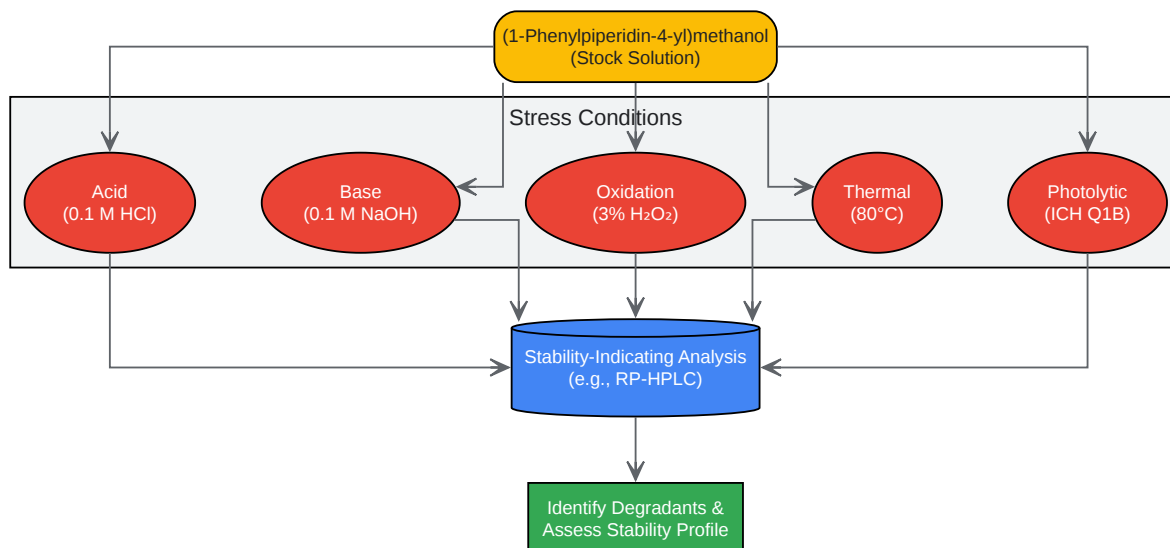 (1-Phenylpiperidin-4-yl)methanol
(Stock Solution)
Stress Conditions
Acid
(0.1 M HCl)
Base
(0.1 M NaOH)
Oxidation
(3% H₂O₂)
Thermal
(80°C)
Photolytic
(ICH Q1B)
Stability-Indicating Analysis
(e.g., RP-HPLC)
Identify Degradants &
Assess Stability Profile